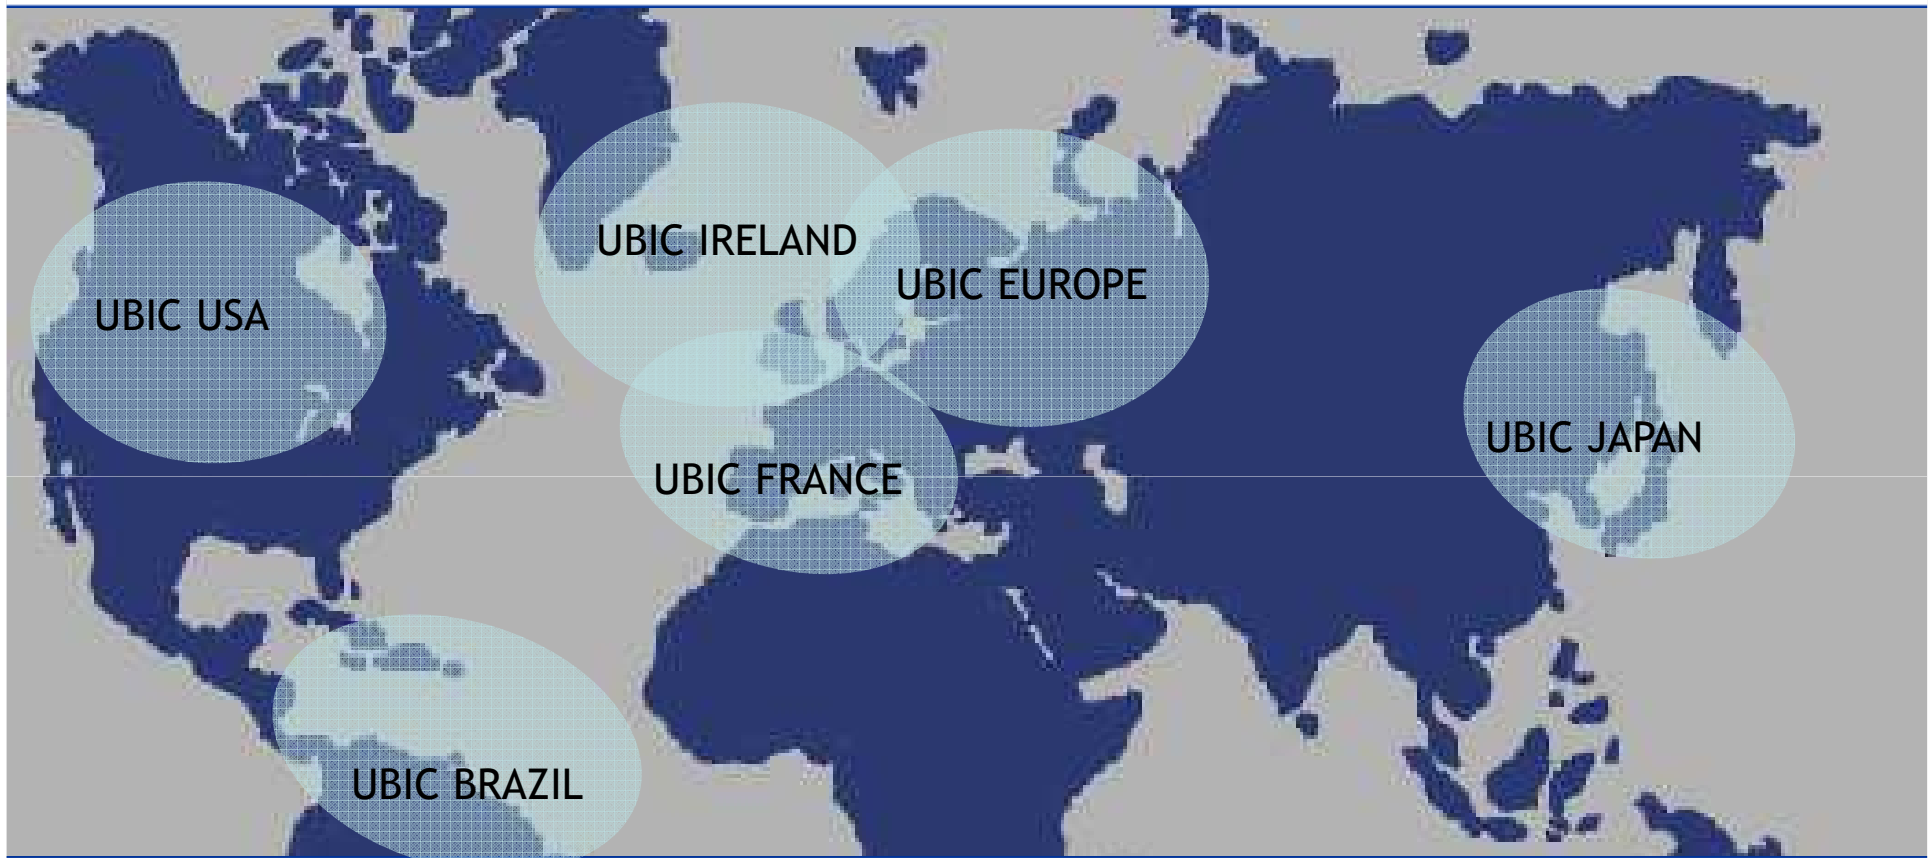 UBIC IRELAND
UBIC EUROPE
UBIC USA
UBIC JAPAN
UBIC FRANCE
UBIC BRAZIL